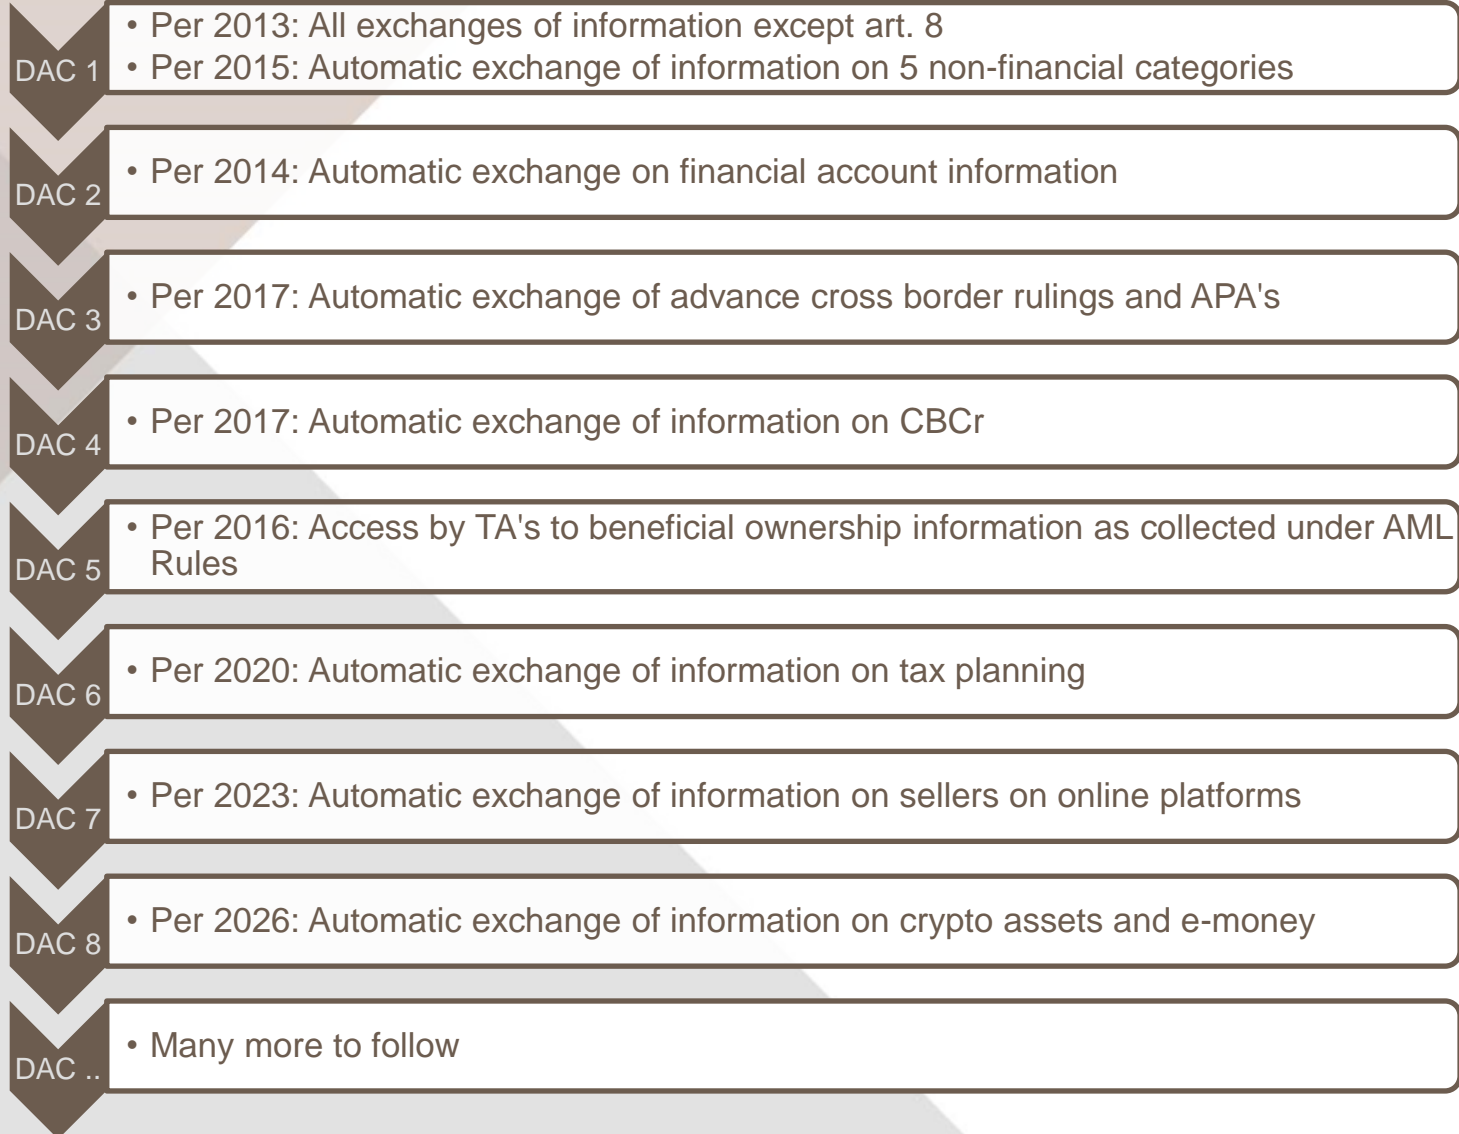 DAC 1
• Per 2013: All exchanges of information except art. 8
• Per 2015: Automatic exchange of information on 5 non-financial categories
DAC 2
• Per 2014: Automatic exchange on financial account information
DAC 3
• Per 2017: Automatic exchange of advance cross border rulings and APA's
DAC 4
• Per 2017: Automatic exchange of information on CBCr
DAC 5
• Per 2016: Access by TA's to beneficial ownership information as collected under AML
Rules
DAC 6
• Per 2020: Automatic exchange of information on tax planning
DAC 7
• Per 2023: Automatic exchange of information on sellers on online platforms
DAC 8
• Per 2026: Automatic exchange of information on crypto assets and e-money
DAC ..
• Many more to follow